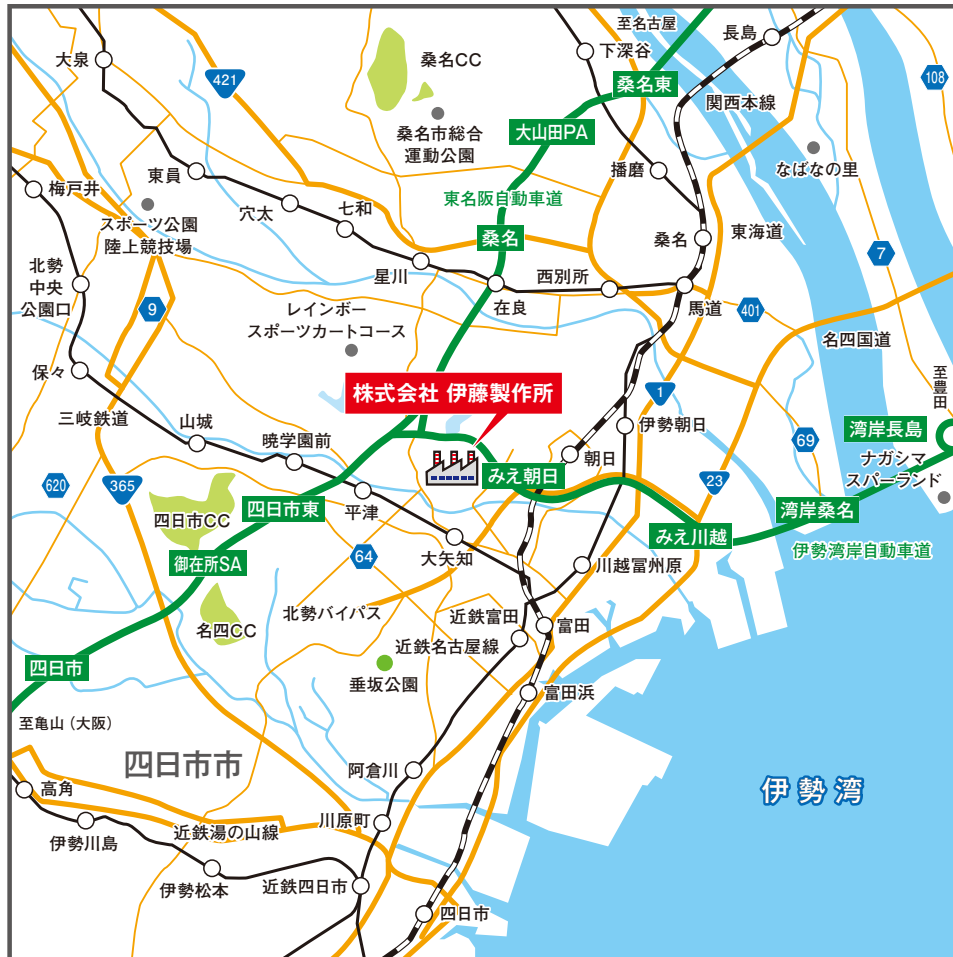 至名古屋
長島
大泉
下深谷
桑名CC
421
桑名東
108
関西本線
大山田PA
桑名市総合
運動公園
東員
播磨
なばなの里
梅戸井
穴太
七和
東名阪自動車道
スポーツ公園
陸上競技場
桑名
桑名
東海道
7
北勢
中央
公園口
星川
西別所
在良
馬道
9
レインボー
スポーツカートコース
401
名四国道
保々
至豊田
株式会社 伊藤製作所
1
三岐鉄道
山城
暁学園前
伊勢朝日
湾岸長島
69
朝日
ナガシマ
スパーランド
620
365
みえ朝日
23
四日市CC
四日市東
平津
湾岸桑名
みえ川越
大矢知
伊勢湾岸自動車道
御在所SA
64
川越冨州原
名四CC
北勢バイパス
近鉄富田
富田
近鉄名古屋線
四日市
垂坂公園
富田浜
至亀山(大阪)
四日市市
阿倉川
伊勢湾
高角
伊勢川島
近鉄湯の山線
川原町
伊勢松本
近鉄四日市
四日市